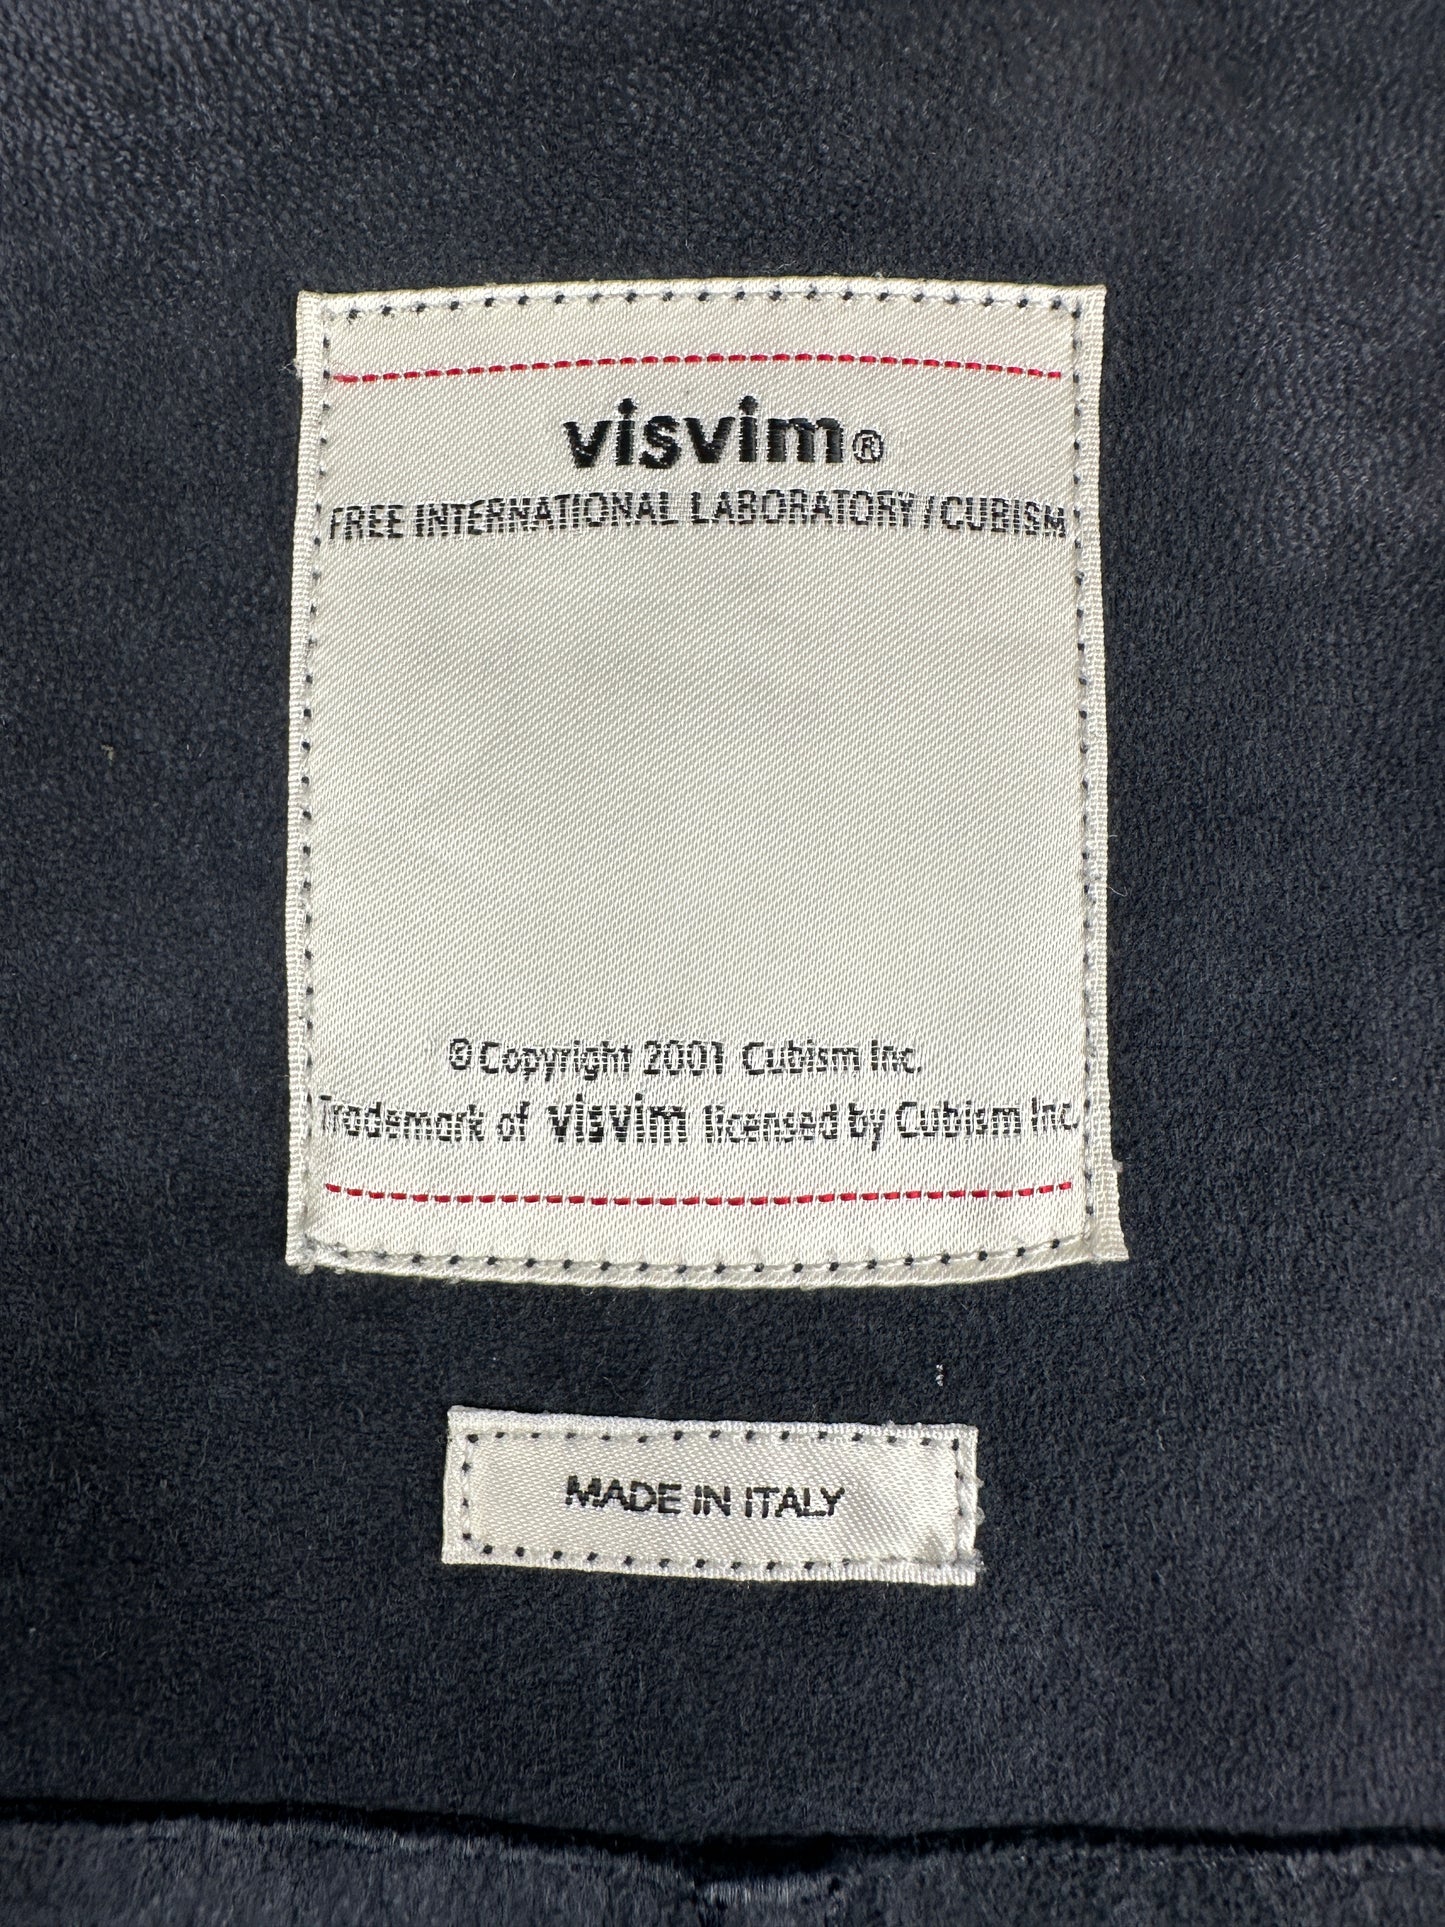 visvim®
FREE INTERNATIONAL LABORATORY / CUBISM
© Copyright 2001 Cubism Inc.
Trademark of visvim licensed by Cubism Inc.
MADE IN ITALY